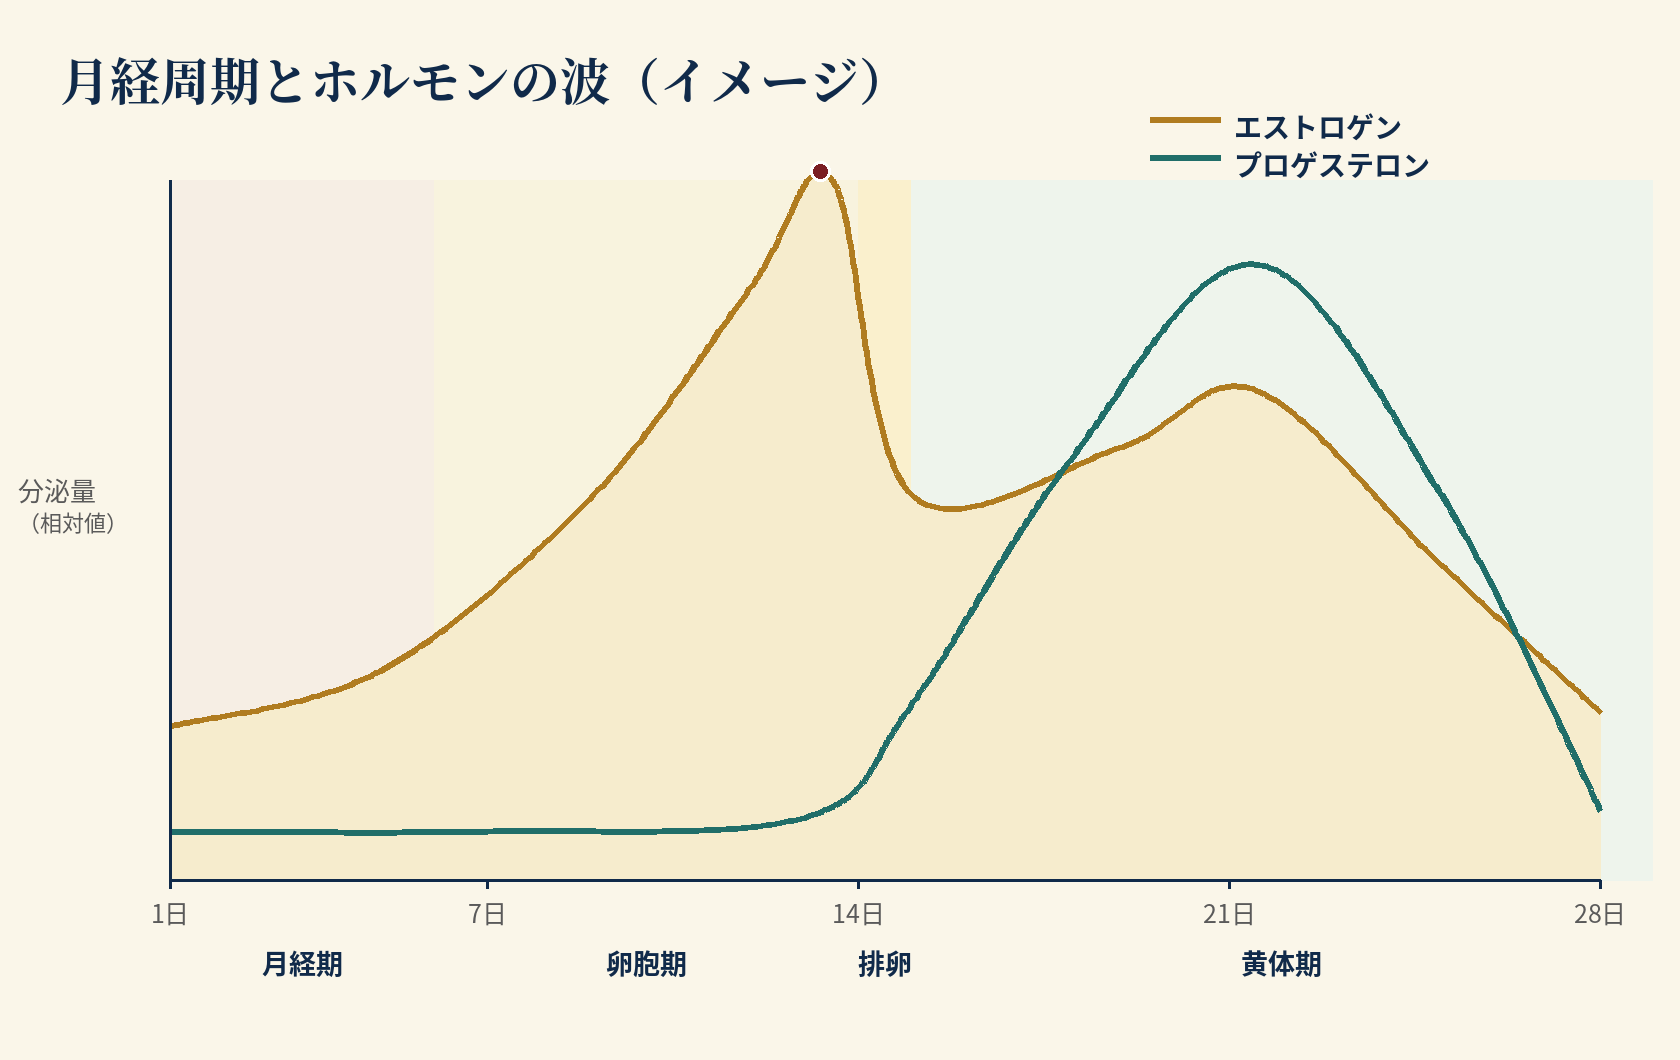 月経周期とホルモンの波（イメージ）
エストロゲン
プロゲステロン
分泌量
（相対値）
1日 7日 14日 21日 28日
月経期 卵胞期 排卵 黄体期